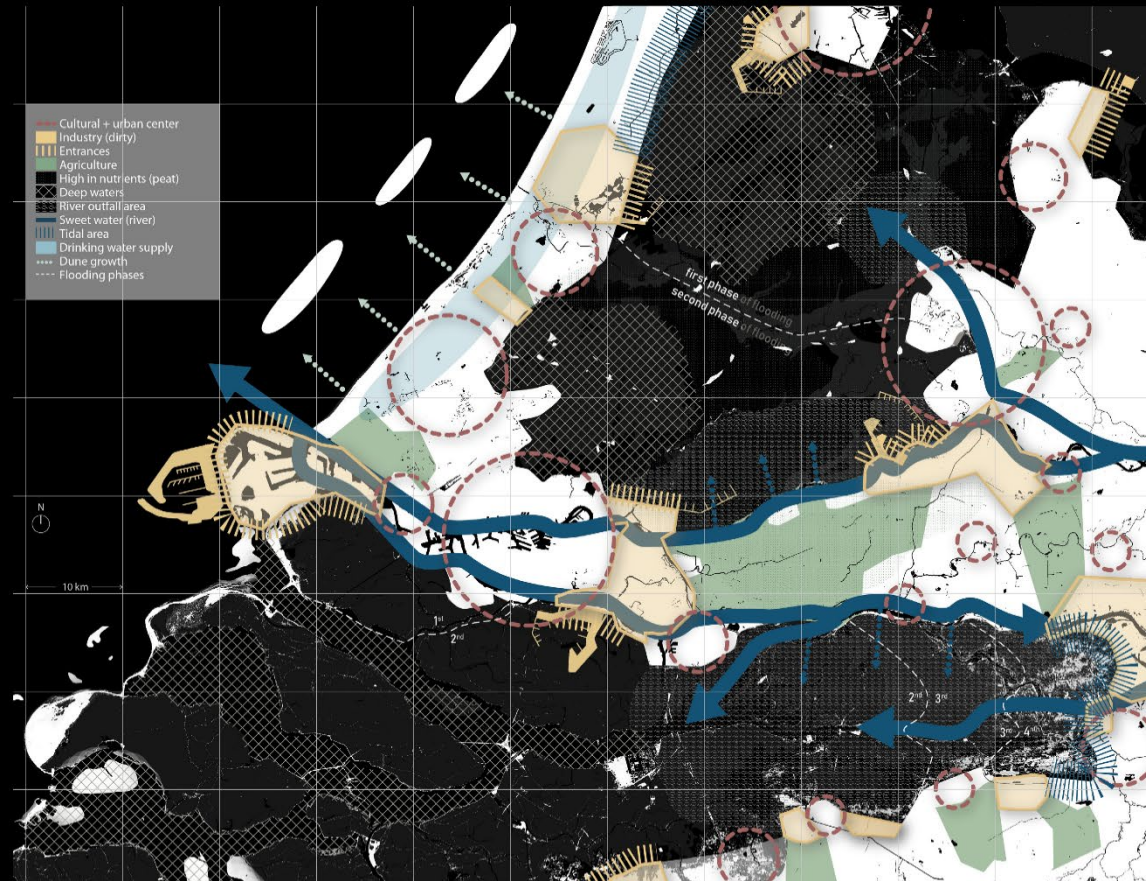 Cultural + urban center
Industry (dirty)
Entrances
Agriculture
High in nutrients (peat)
Deep waters
River outfall area
Sweet water (river)
Tidal area
Drinking water supply
Dune growth
Flooding phases
first phase of flooding
second phase of flooding
N
10 km
1st
2nd
2nd
3rd
3rd
4th